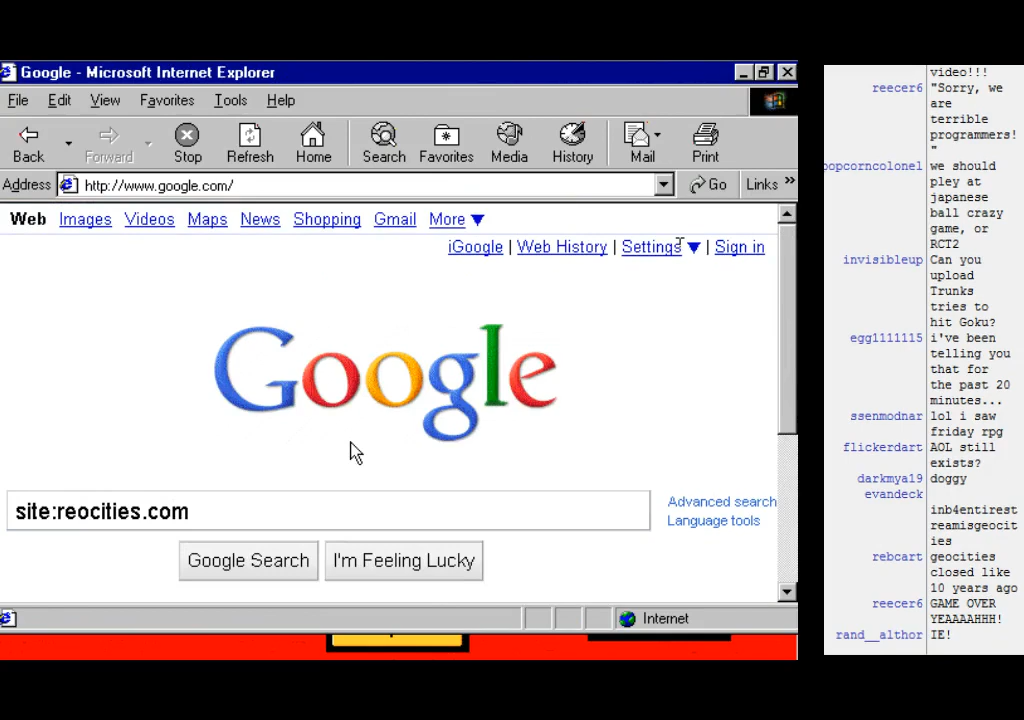 Google - Microsoft Internet Explorer
File Edit View Favorites Tools Help
Back Forward Stop Refresh Home Search Favorites Media History Mail Print
Address http://www.google.com/ Go Links »
Web Images Videos Maps News Shopping Gmail More ▼
iGoogle | Web History | Settings ▼ | Sign in
Google
site:reocities.com
Advanced search
Language tools
Google Search I'm Feeling Lucky
Internet
video!!!
reecer6 "Sorry, we
are
terrible
programmers!
"
popcorncolonel we should
pley at
japanese
ball crazy
game, or
RCT2
invisibleup Can you
upload
Trunks
tries to
hit Goku?
egg1111115 i've been
telling you
that for
the past 20
minutes...
ssenmodnar lol i saw
friday rpg
flickerdart AOL still
exists?
darkmya19 doggy
evandeck
inb4entirest
reamisgeocit
ies
rebcart geocities
closed like
10 years ago
reecer6 GAME OVER
YEAAAAHHH!
rand__althor IE!